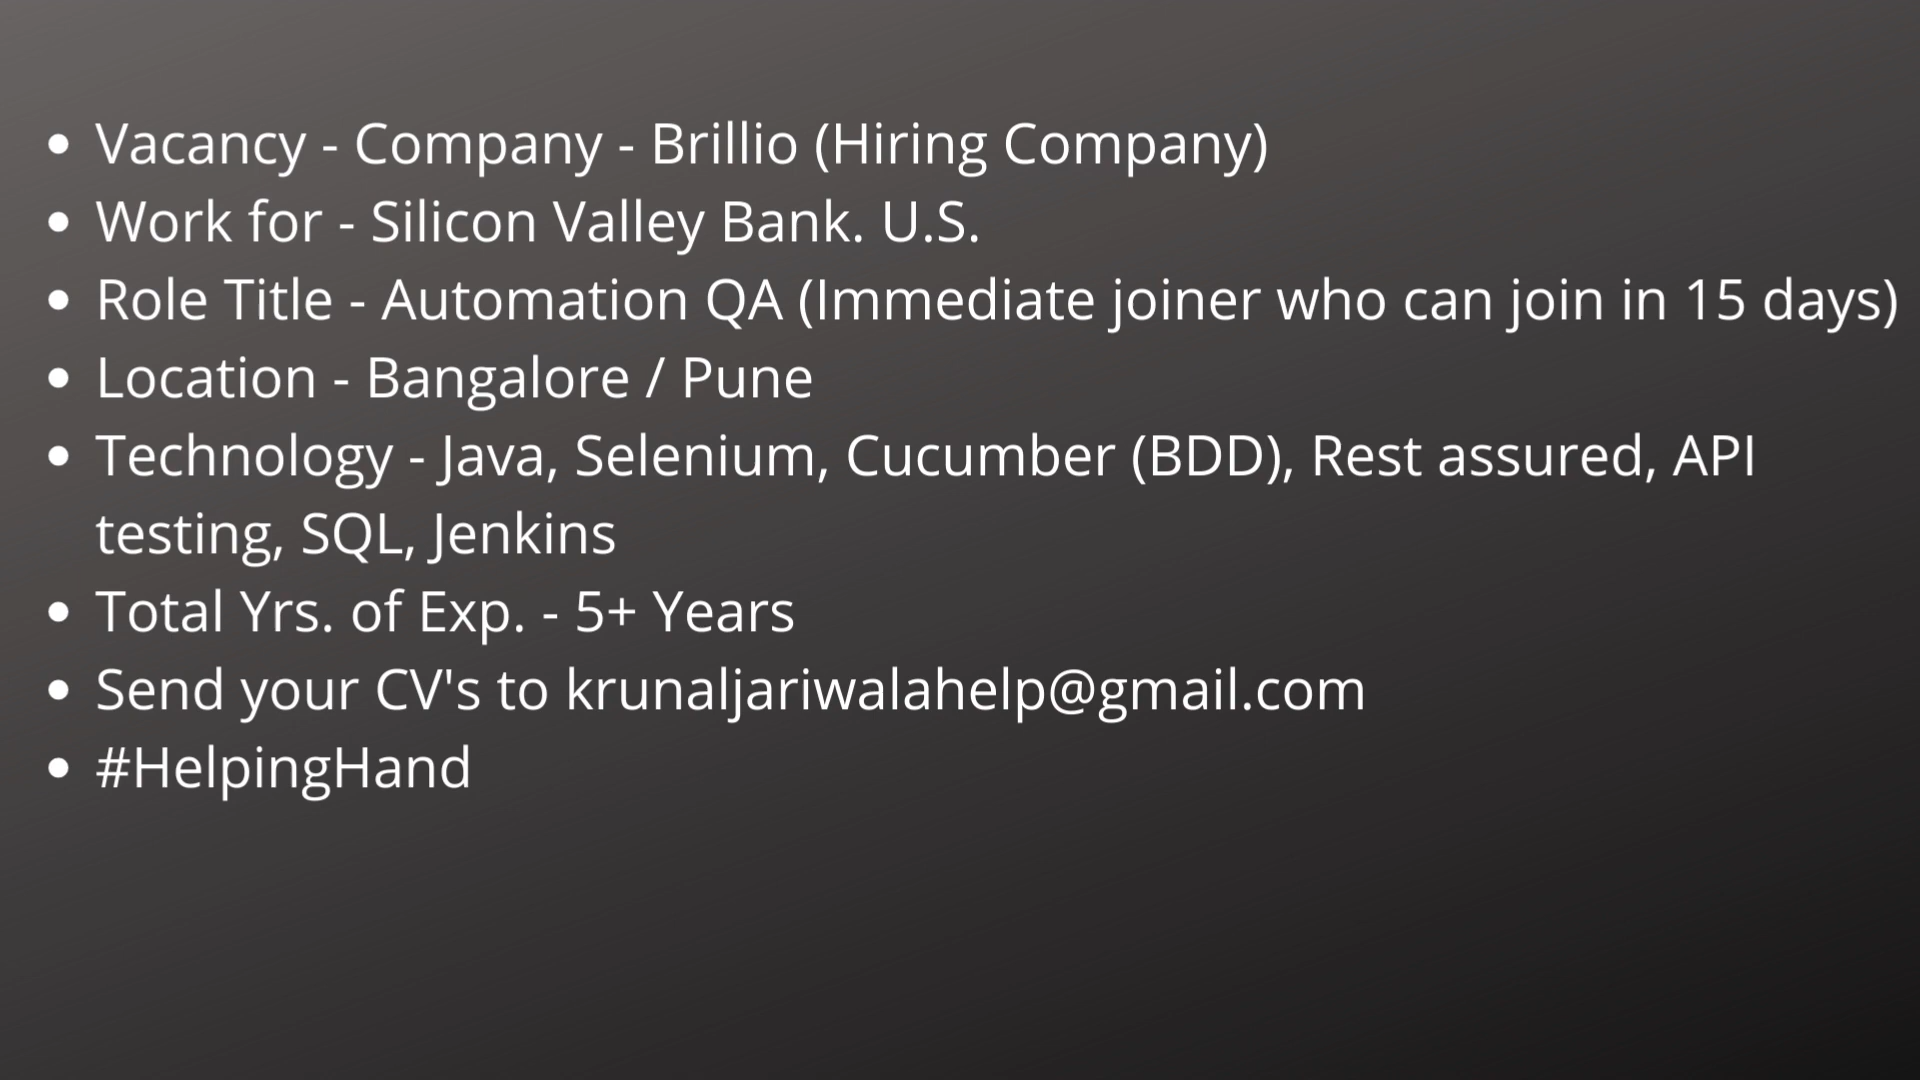 • Vacancy - Company - Brillio (Hiring Company)
• Work for - Silicon Valley Bank. U.S.
• Role Title - Automation QA (Immediate joiner who can join in 15 days)
• Location - Bangalore / Pune
• Technology - Java, Selenium, Cucumber (BDD), Rest assured, API
testing, SQL, Jenkins
• Total Yrs. of Exp. - 5+ Years
• Send your CV's to krunaljariwalahelp@gmail.com
• #HelpingHand